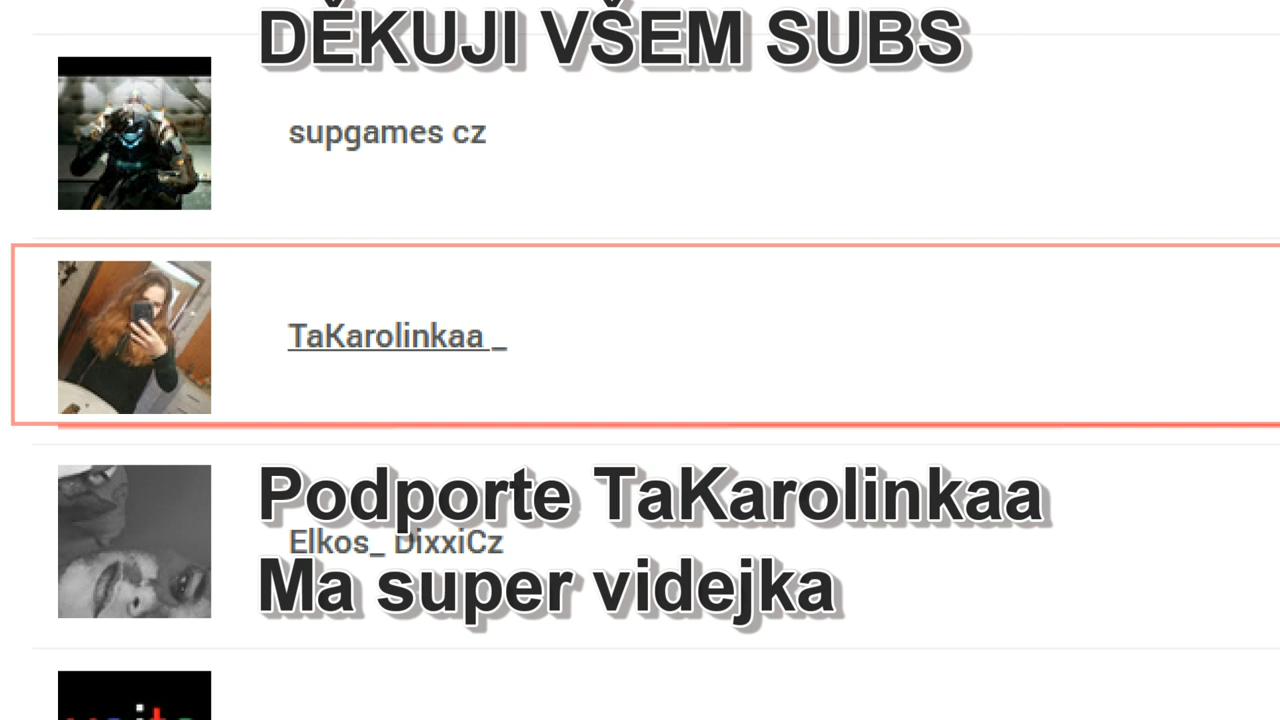 DĚKUJI VŠEM SUBS
supgames cz
TaKarolinkaa _
Podporte TaKarolinkaa
Elkos_ DixxiCz
Ma super videjka